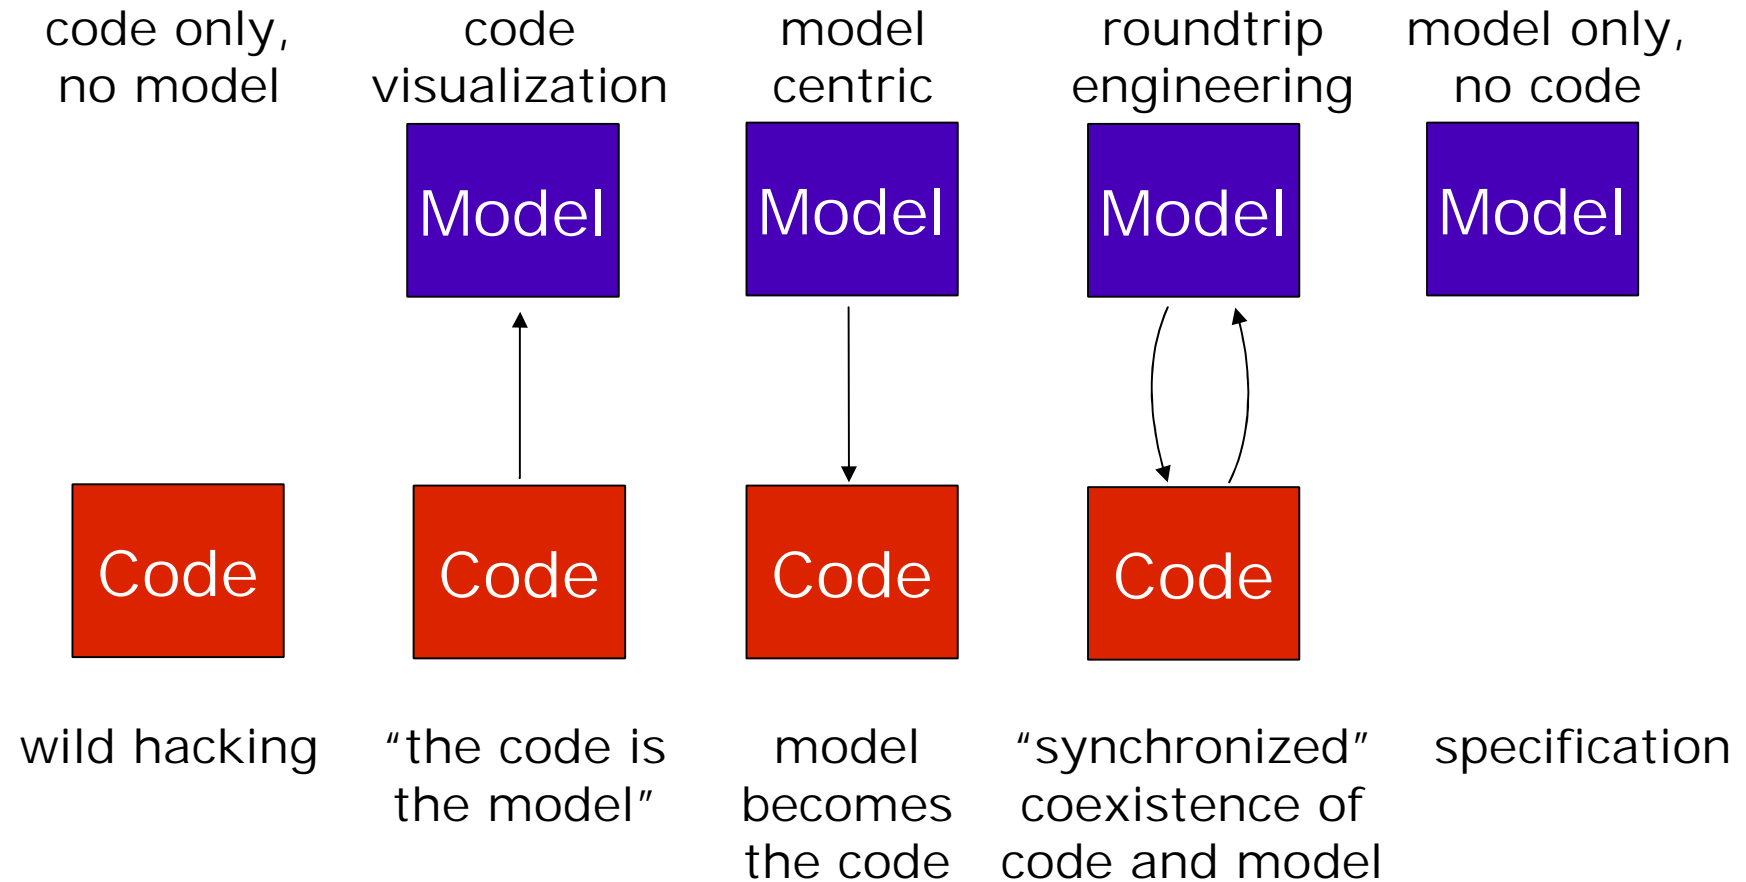 code only,
no model
code
visualization
model
centric
roundtrip
engineering
model only,
no code
Model
Model
Model
Model
Code
Code
Code
Code
wild hacking
"the code is
the model"
model
becomes
the code
"synchronized"
coexistence of
code and model
specification